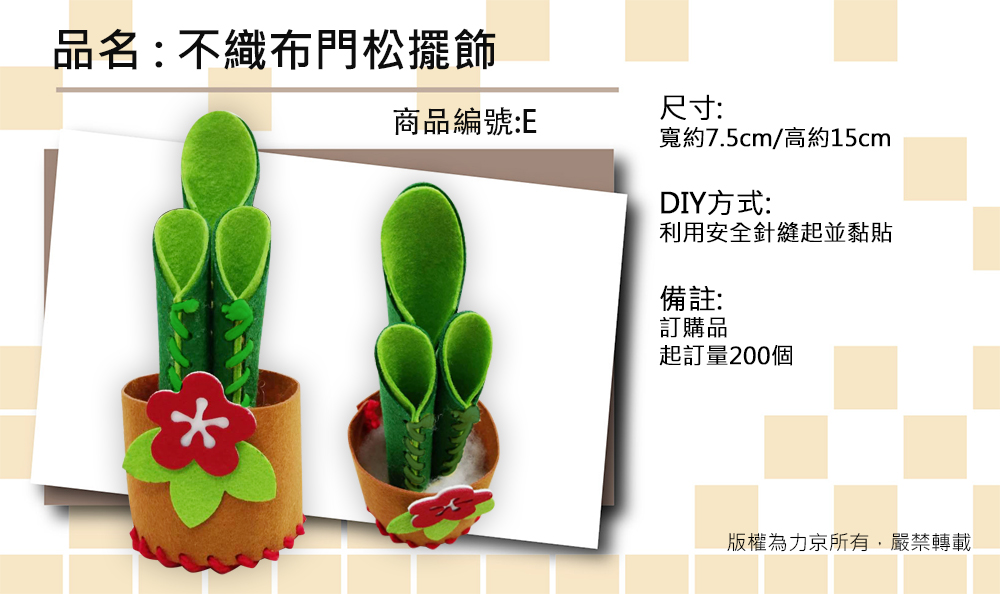 品名 : 不織布門松擺飾
商品編號:E
尺寸:
寬約7.5cm/高約15cm
DIY方式:
利用安全針縫起並黏貼
備註:
訂購品
起訂量200個
版權為力京所有，嚴禁轉載